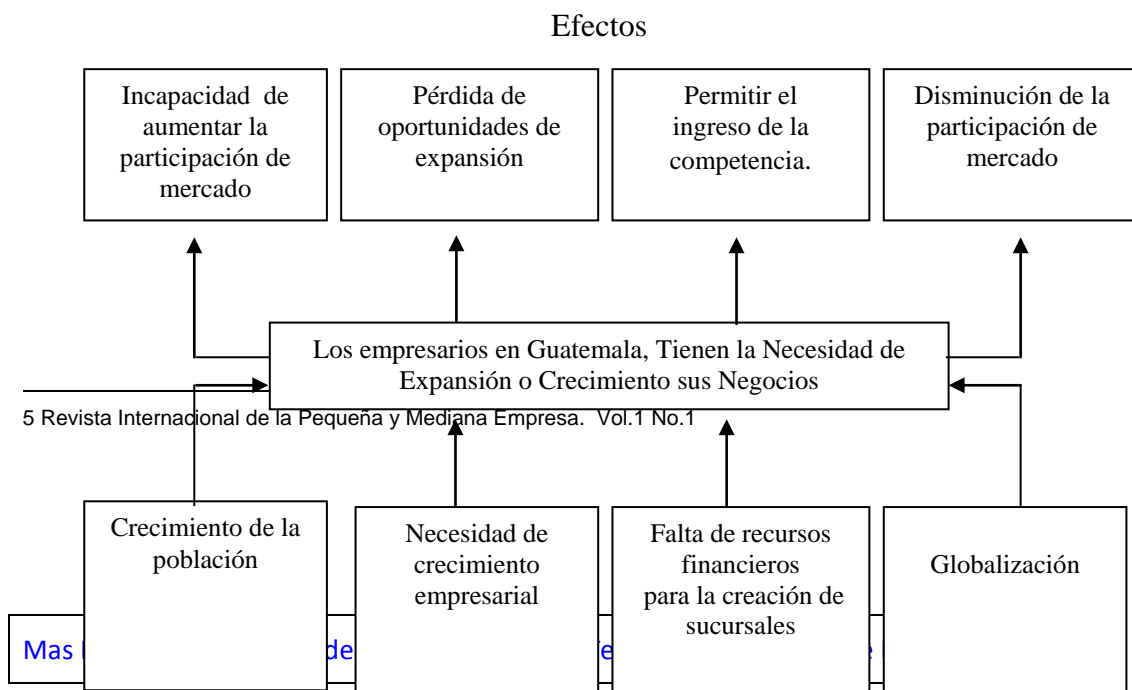 Efectos
Incapacidad de
aumentar la
participación de
mercado
Pérdida de
oportunidades de
expansión
Permitir el
ingreso de la
competencia.
Disminución de la
participación de
mercado
Los empresarios en Guatemala, Tienen la Necesidad de
Expansión o Crecimiento sus Negocios
5 Revista Internacional de la Pequeña y Mediana Empresa. Vol.1 No.1
Crecimiento de la
población
Necesidad de
crecimiento
empresarial
Falta de recursos
financieros
para la creación de
sucursales
Globalización
Mas de